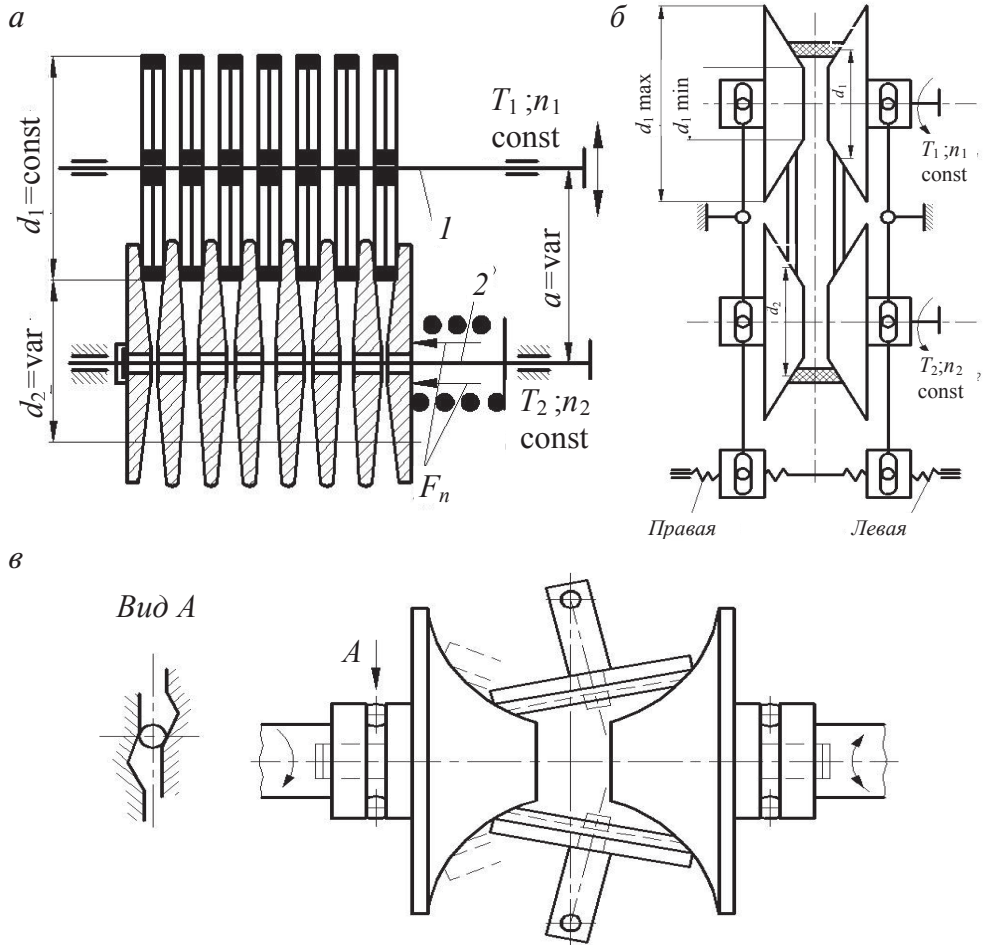 а
d1=const
d2=var
T1 ;n1
const
1
a=var
2
T2 ;n2
const
Fn
б
d1 max
d1 min
d1
T1 ;n1
const
d2
T2;n2
const
Правая
Левая
в
Вид А
А